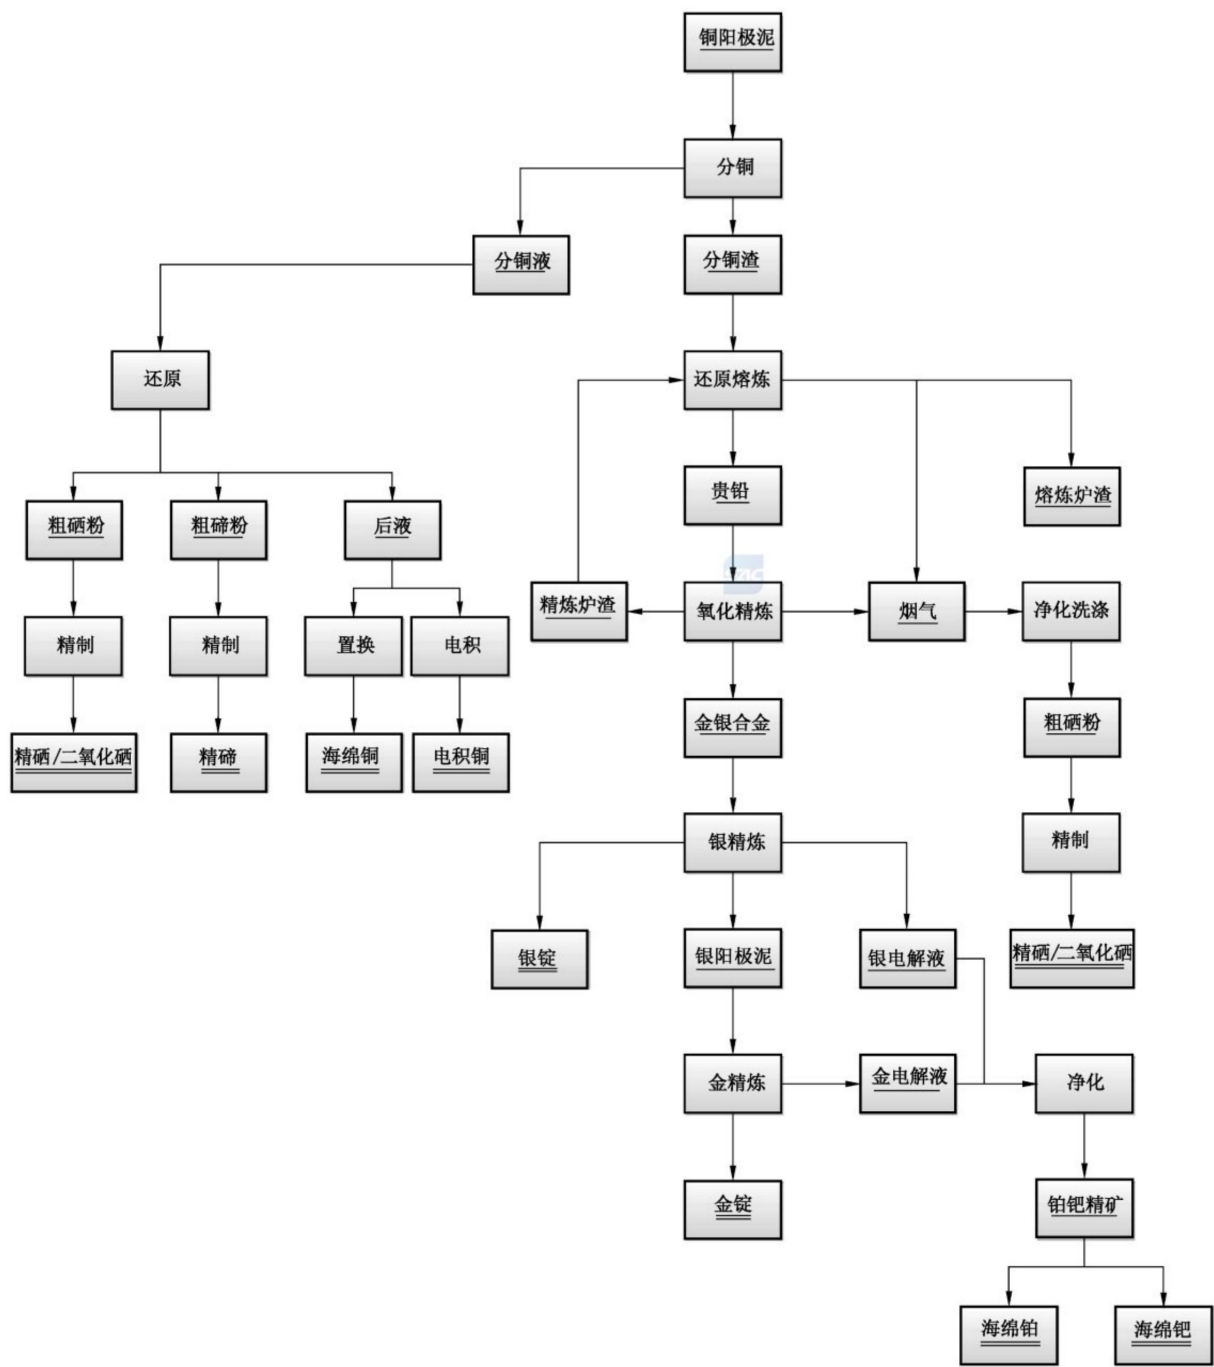 铜阳极泥
分铜
分铜液
分铜渣
还原
还原熔炼
贵铅
熔炼炉渣
粗硒粉
粗碲粉
后液
精炼炉渣
氧化精炼
烟气
净化洗涤
精制
精制
置换
电积
金银合金
粗硒粉
精硒/二氧化硒
精碲
海绵铜
电积铜
银精炼
精制
银锭
银阳极泥
银电解液
精硒/二氧化硒
金精炼
金电解液
净化
金锭
铂钯精矿
海绵铂
海绵钯